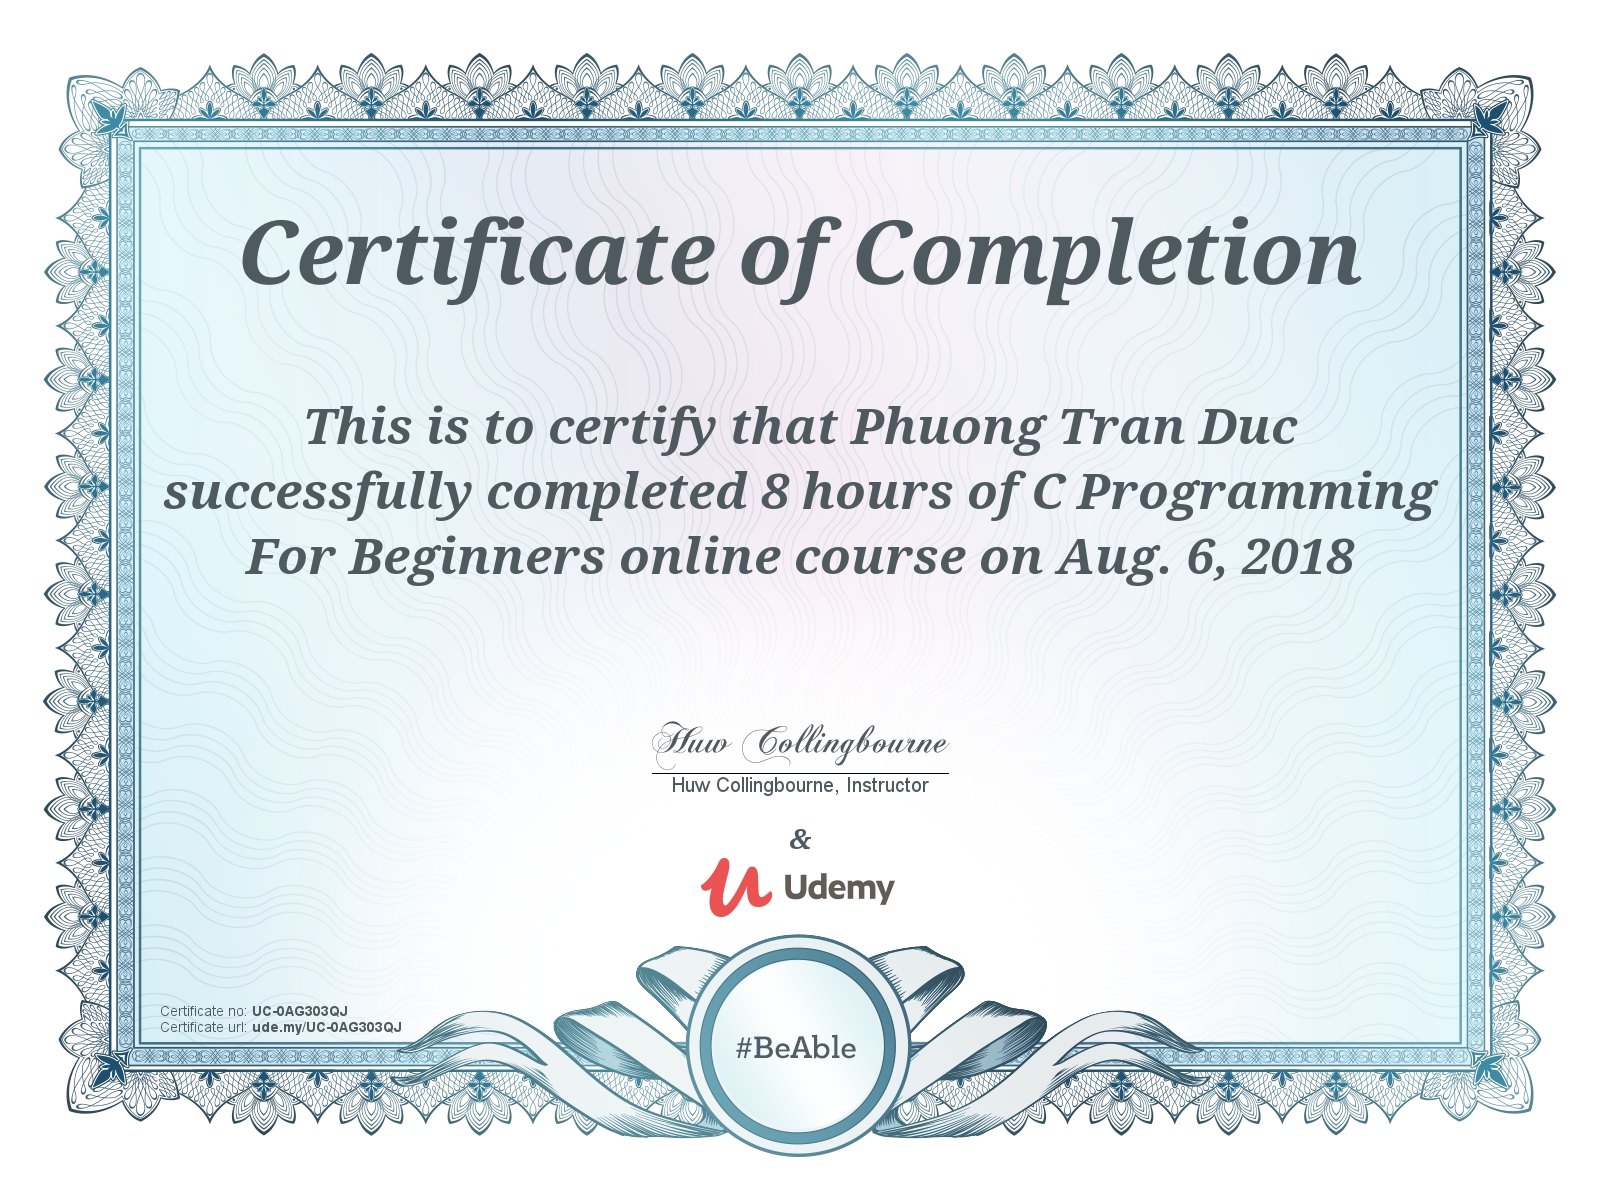 Certificate of Completion
This is to certify that Phuong Tran Duc
successfully completed 8 hours of C Programming
For Beginners online course on Aug. 6, 2018
Huw Collingbourne
Huw Collingbourne, Instructor
&
Udemy
Certificate no: UC-0AG303QJ
Certificate url: ude.my/UC-0AG303QJ
#BeAble